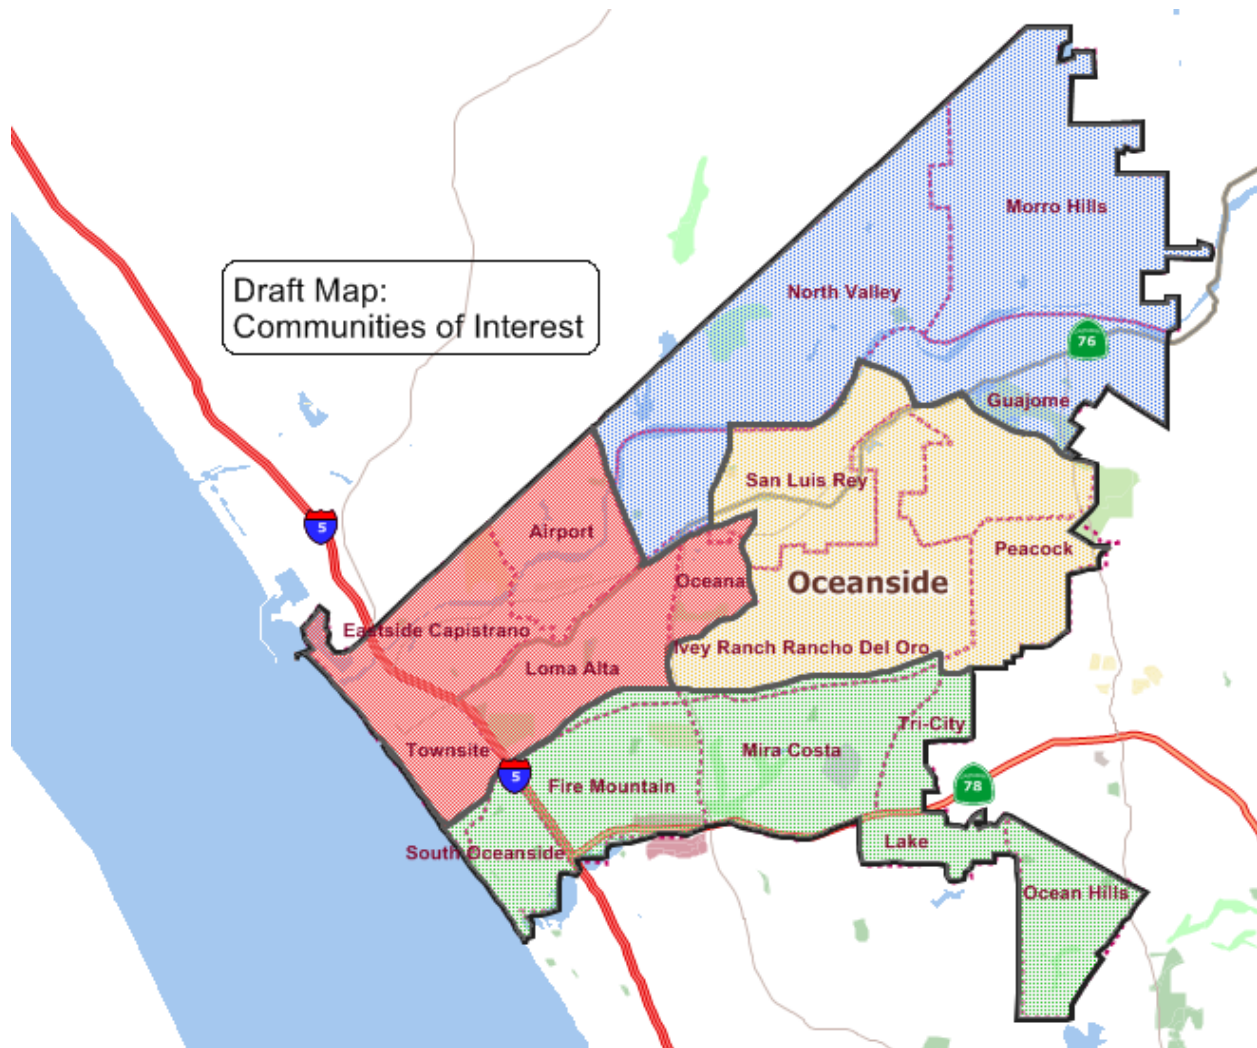 Draft Map:
Communities of Interest
Morro Hills
North Valley
76
Guajome
San Luis Rey
5
Airport
Peacock
Oceana
Oceanside
Eastside Capistrano
Ivey Ranch Rancho Del Oro
Loma Alta
Tri-City
Townsite
Mira Costa
5
Fire Mountain
78
Lake
South Oceanside
Ocean Hills